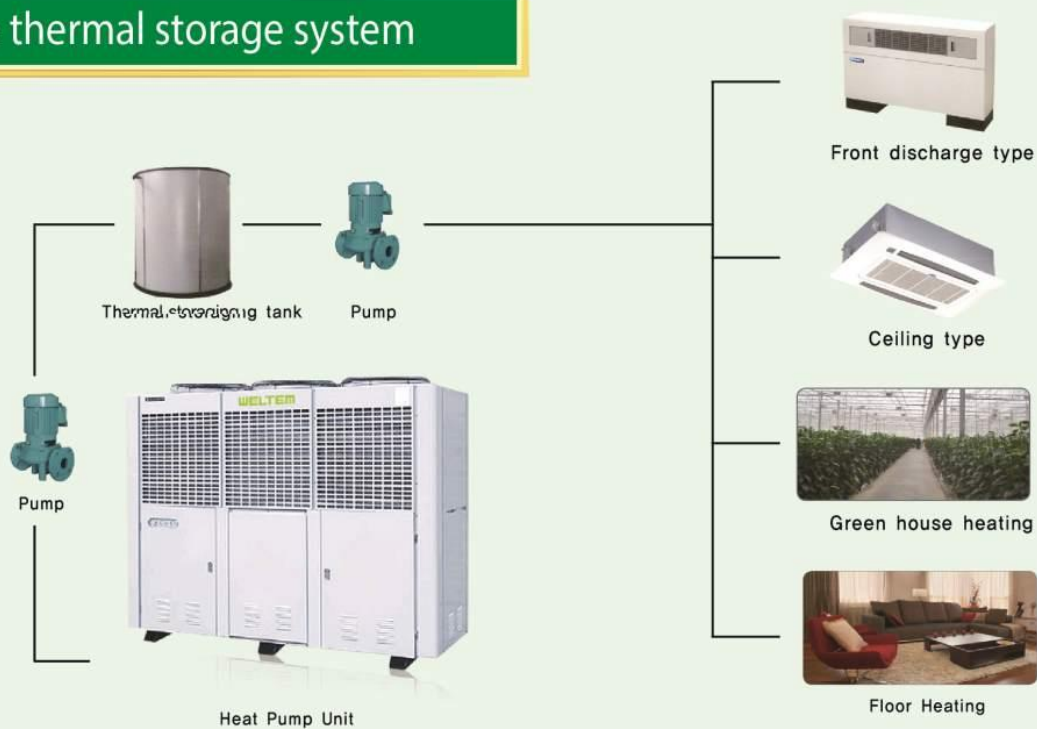 thermal storage system
Front discharge type
Thermal tank
Pump
Ceiling type
WELTEM
Pump
Green house heating
Floor Heating
Heat Pump Unit